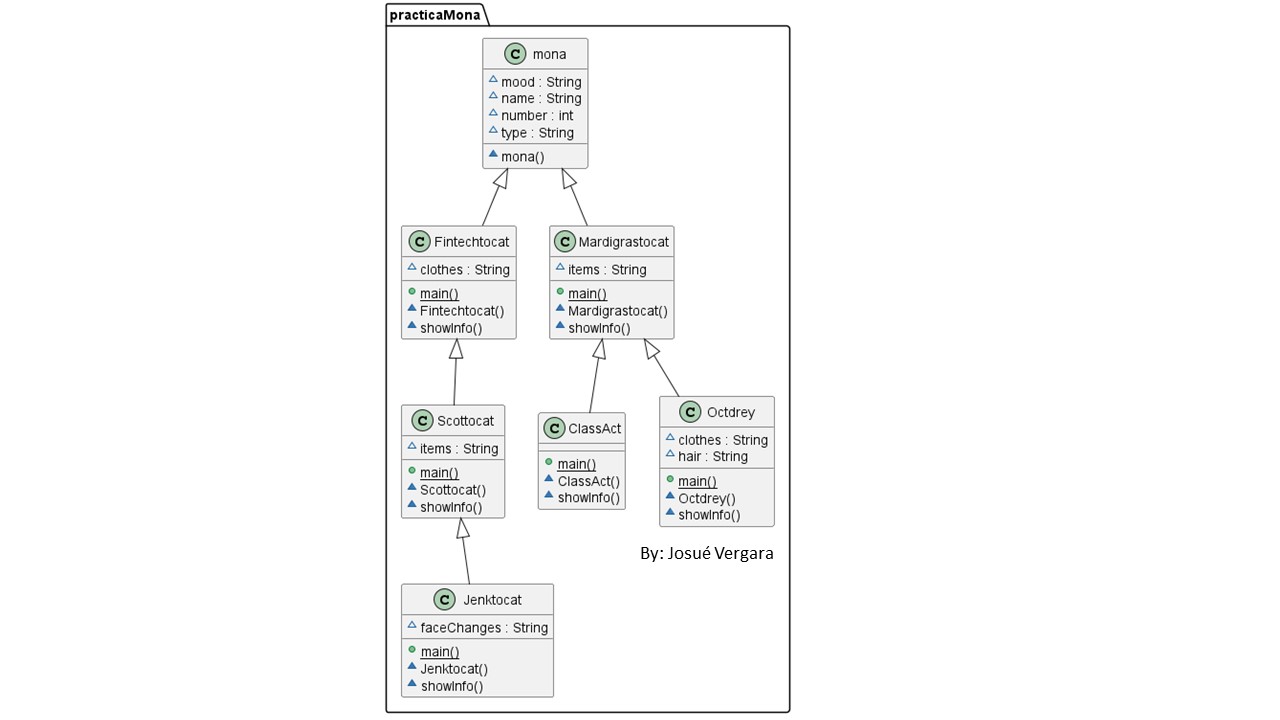 practicaMona
C mona
mood : String
name : String
number : int
type : String
mona()
C Fintechtocat
clothes : String
main()
Fintechtocat()
showInfo()
C Mardigrastocat
items : String
main()
Mardigrastocat()
showInfo()
C Scottocat
items : String
main()
Scottocat()
showInfo()
C ClassAct
main()
ClassAct()
showInfo()
C Octdrey
clothes : String
hair : String
main()
Octdrey()
showInfo()
By: Josué Vergara
C Jenktocat
faceChanges : String
main()
Jenktocat()
showInfo()